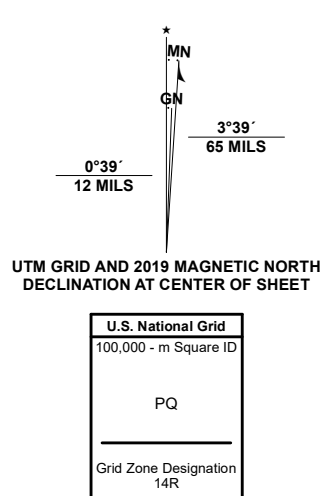 ★
MN
GN
3°39´
65 MILS
0°39´
12 MILS
UTM GRID AND 2019 MAGNETIC NORTH
DECLINATION AT CENTER OF SHEET
U.S. National Grid
100,000 - m Square ID
PQ
Grid Zone Designation
14R